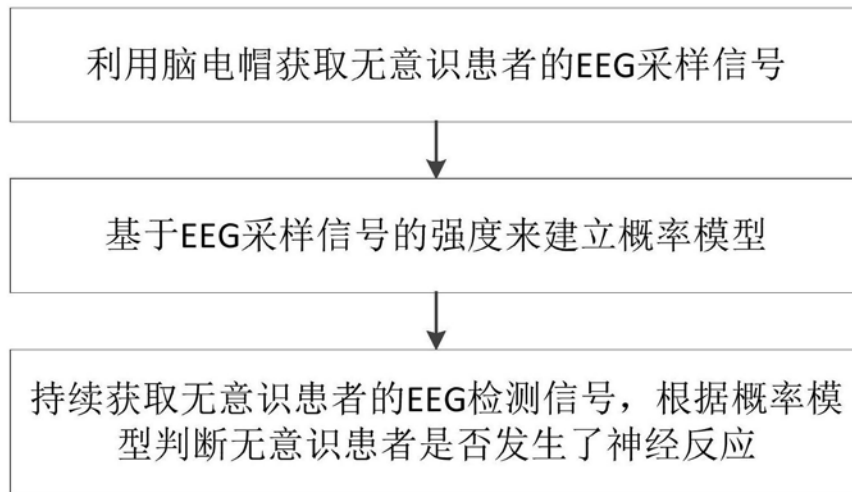 利用脑电帽获取无意识患者的EEG采样信号
基于EEG采样信号的强度来建立概率模型
持续获取无意识患者的EEG检测信号，根据概率模
型判断无意识患者是否发生了神经反应